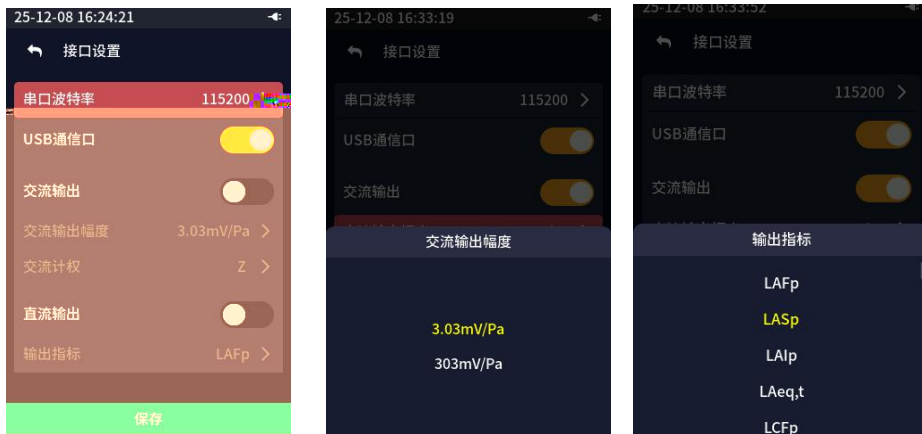 25-12-08 16:24:21
接口设置
串口波特率 115200
USB通信口
交流输出
交流输出幅度 3.03mV/Pa >
交流计权 Z >
直流输出
输出指标 LAFp >
保存
25-12-08 16:33:19
接口设置
串口波特率 115200 >
USB通信口
交流输出
交流输出幅度
3.03mV/Pa
303mV/Pa
25-12-08 16:33:52
接口设置
串口波特率 115200 >
USB通信口
交流输出
输出指标
LAFp
LASp
LAIp
LAeq,t
LCFp